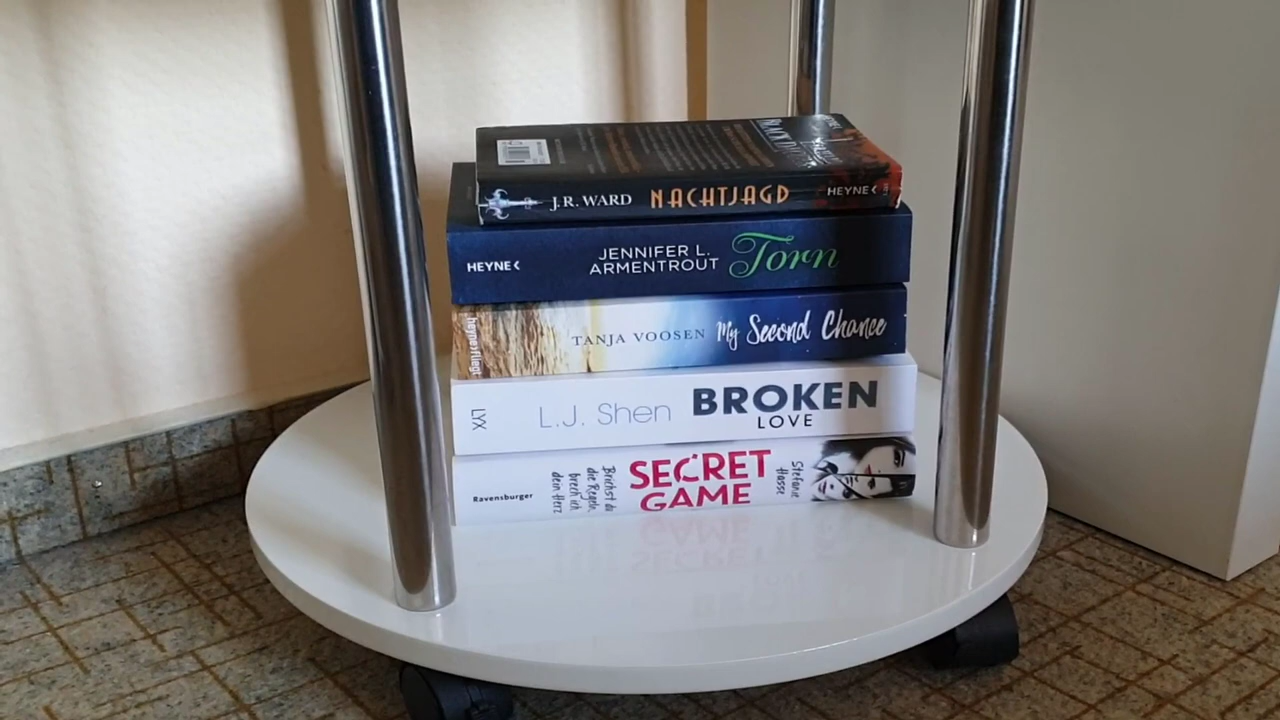 J.R. WARD NACHTJAGD HEYNE
HEYNE
JENNIFER L.
ARMENTROUT
Torn
heyne›fliegt
TANJA VOOSEN My Second Chance
LYX
L.J. Shen
BROKEN
LOVE
Ravensburger
Brichst du
die Regeln,
brech ich
dein Herz
SECRET
GAME
Stefanie
Hasse